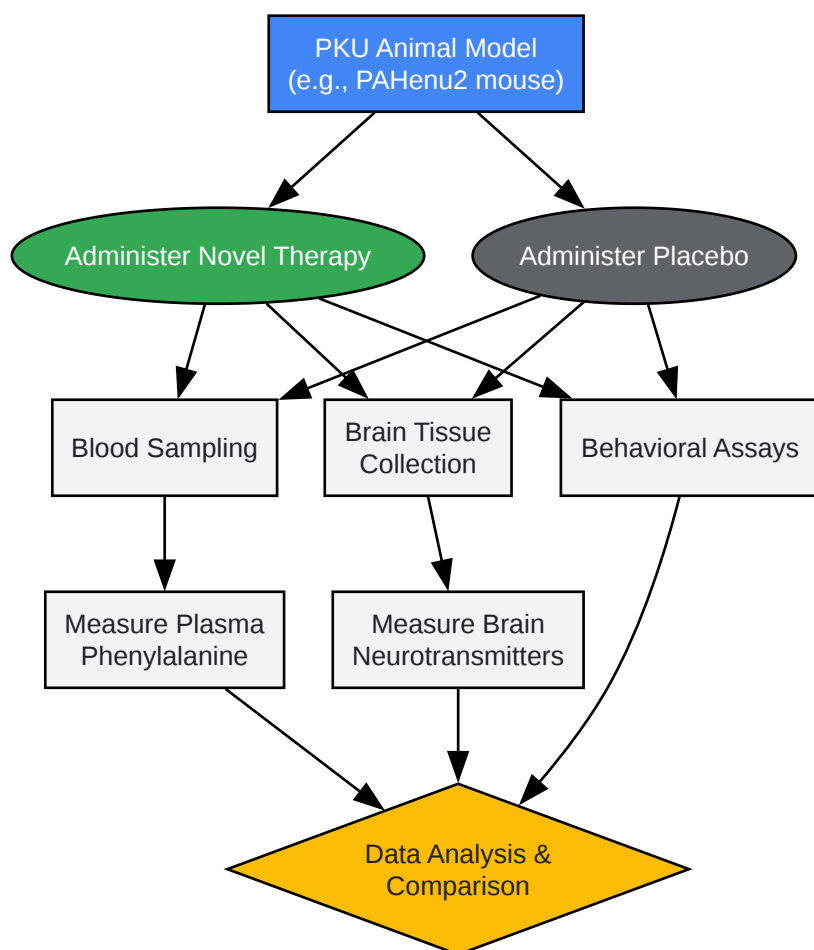 PKU Animal Model
(e.g., PAHenu2 mouse)
Administer Novel Therapy
Administer Placebo
Blood Sampling
Brain Tissue
Collection
Behavioral Assays
Measure Plasma
Phenylalanine
Measure Brain
Neurotransmitters
Data Analysis &
Comparison